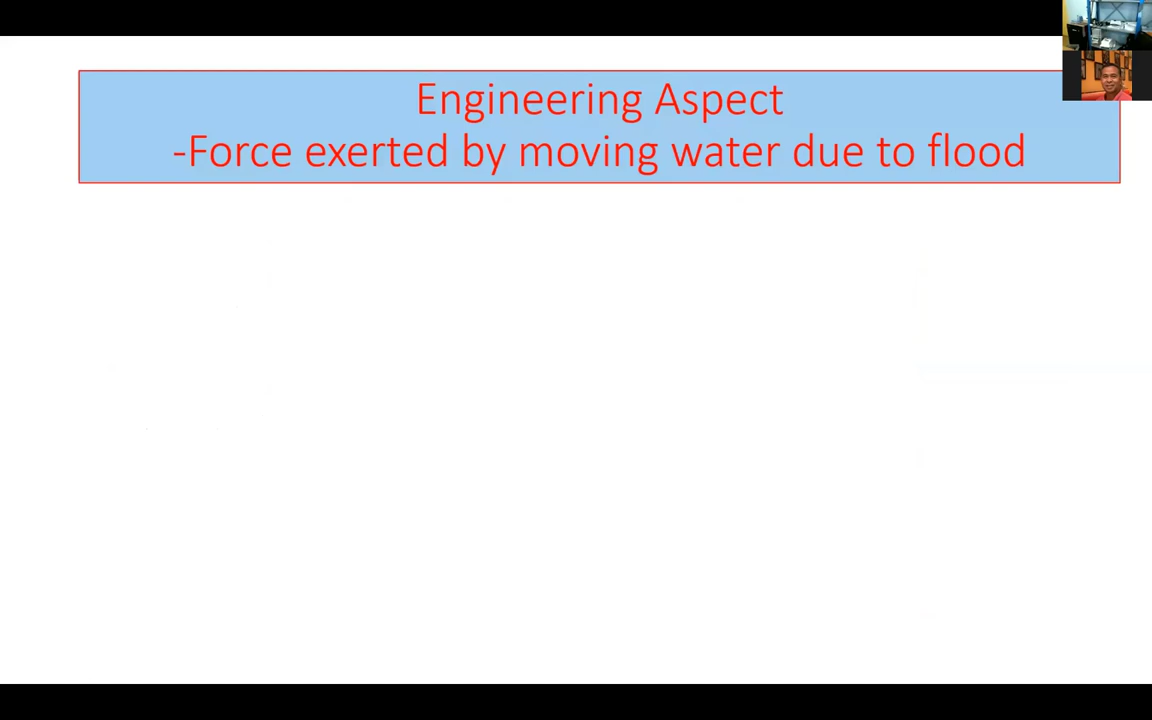 Engineering Aspect
-Force exerted by moving water due to flood